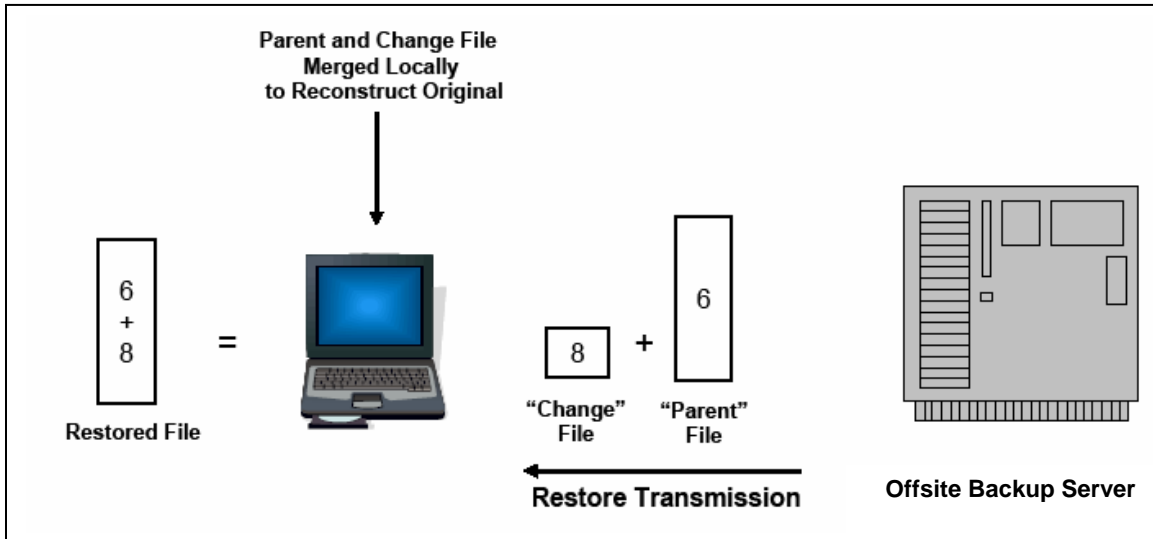 Parent and Change File
Merged Locally
to Reconstruct Original
6
+
8
Restored File
=
8
“Change”
File
+
6
“Parent”
File
Restore Transmission
Offsite Backup Server